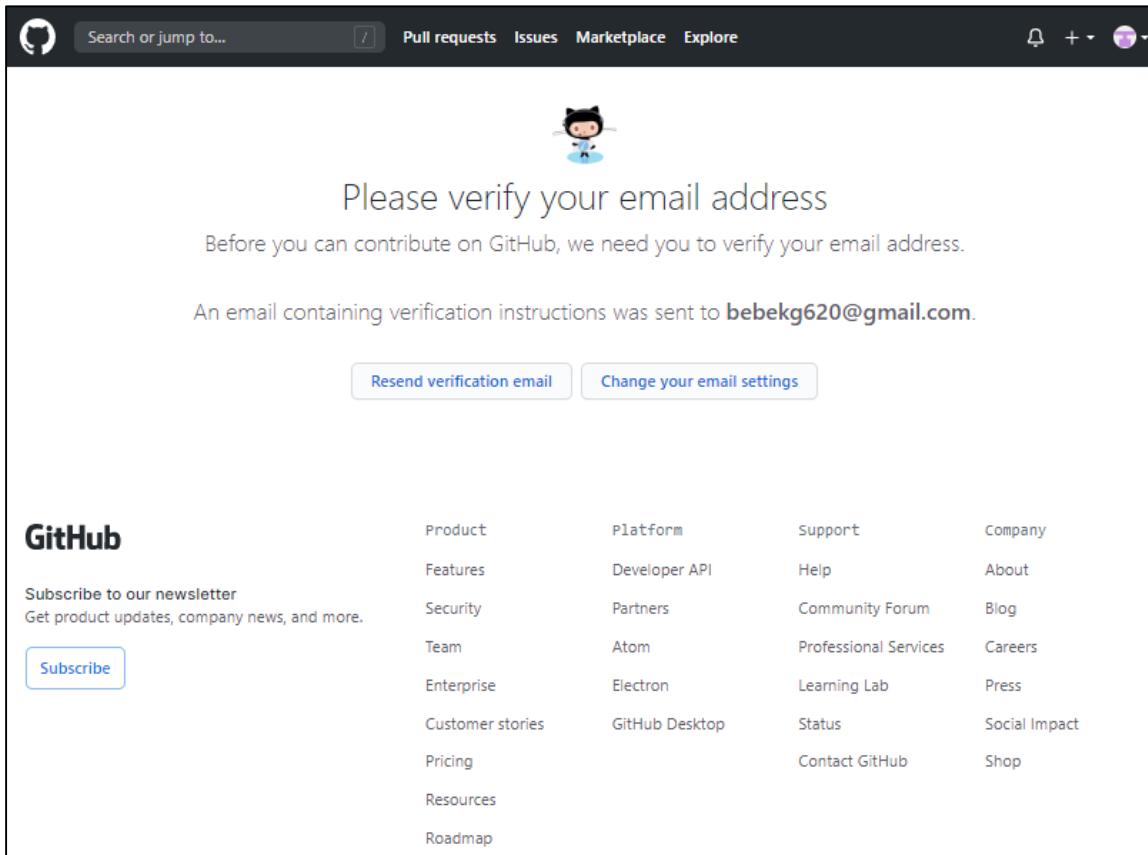 Search or jump to... / Pull requests Issues Marketplace Explore
Please verify your email address
Before you can contribute on GitHub, we need you to verify your email address.
An email containing verification instructions was sent to bebekg620@gmail.com.
Resend verification email Change your email settings
GitHub
Subscribe to our newsletter
Get product updates, company news, and more.
Subscribe
Product
Features
Security
Team
Enterprise
Customer stories
Pricing
Resources
Roadmap
Platform
Developer API
Partners
Atom
Electron
GitHub Desktop
Support
Help
Community Forum
Professional Services
Learning Lab
Status
Contact GitHub
Company
About
Blog
Careers
Press
Social Impact
Shop